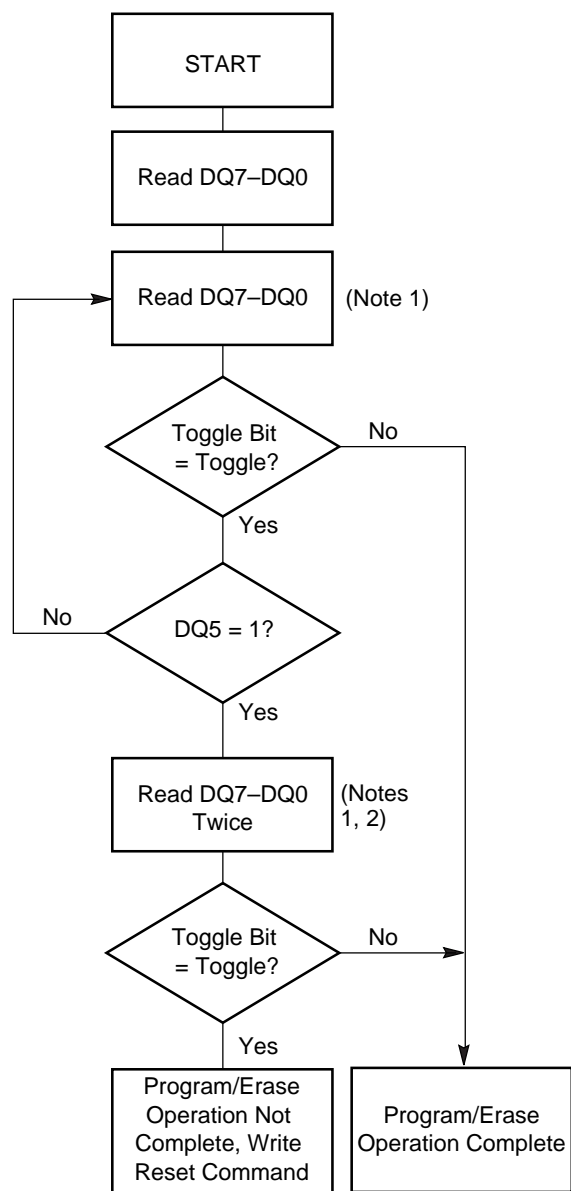 START
Read DQ7–DQ0
Read DQ7–DQ0
(Note 1)
Toggle Bit
= Toggle?
No
Yes
No
DQ5 = 1?
Yes
Read DQ7–DQ0
Twice
(Notes
1, 2)
Toggle Bit
= Toggle?
No
Yes
Program/Erase
Operation Not
Complete, Write
Reset Command
Program/Erase
Operation Complete